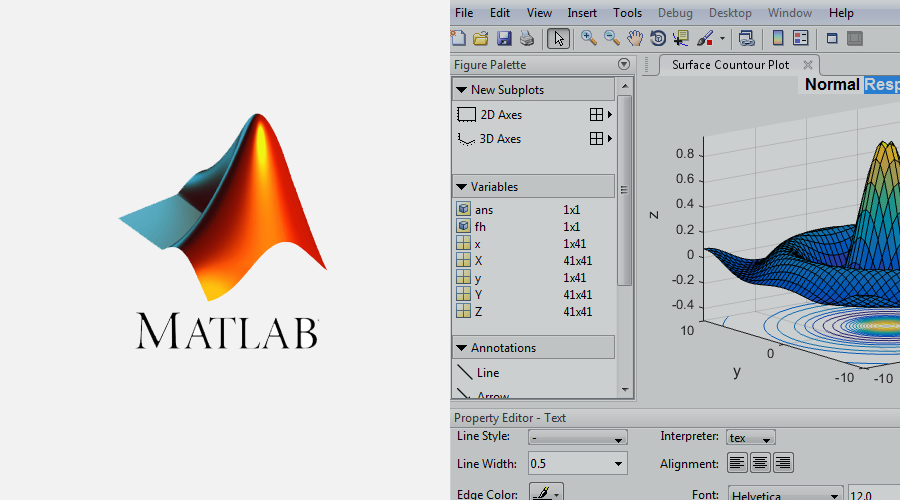 MATLAB
File Edit View Insert Tools Debug Desktop Window Help
Figure Palette
Surface Countour Plot
Normal Resp
New Subplots
2D Axes
3D Axes
Variables
ans 1x1
fh 1x1
x 1x41
X 41x41
y 1x41
Y 41x41
Z 41x41
Annotations
Line
Arrow
0.8
0.6
0.4
0.2
0
-0.2
-0.4
z
10
0
-10
-10
y
Property Editor - Text
Line Style: - Interpreter: tex
Line Width: 0.5 Alignment:
Edge Color: Font: Helvetica 12.0